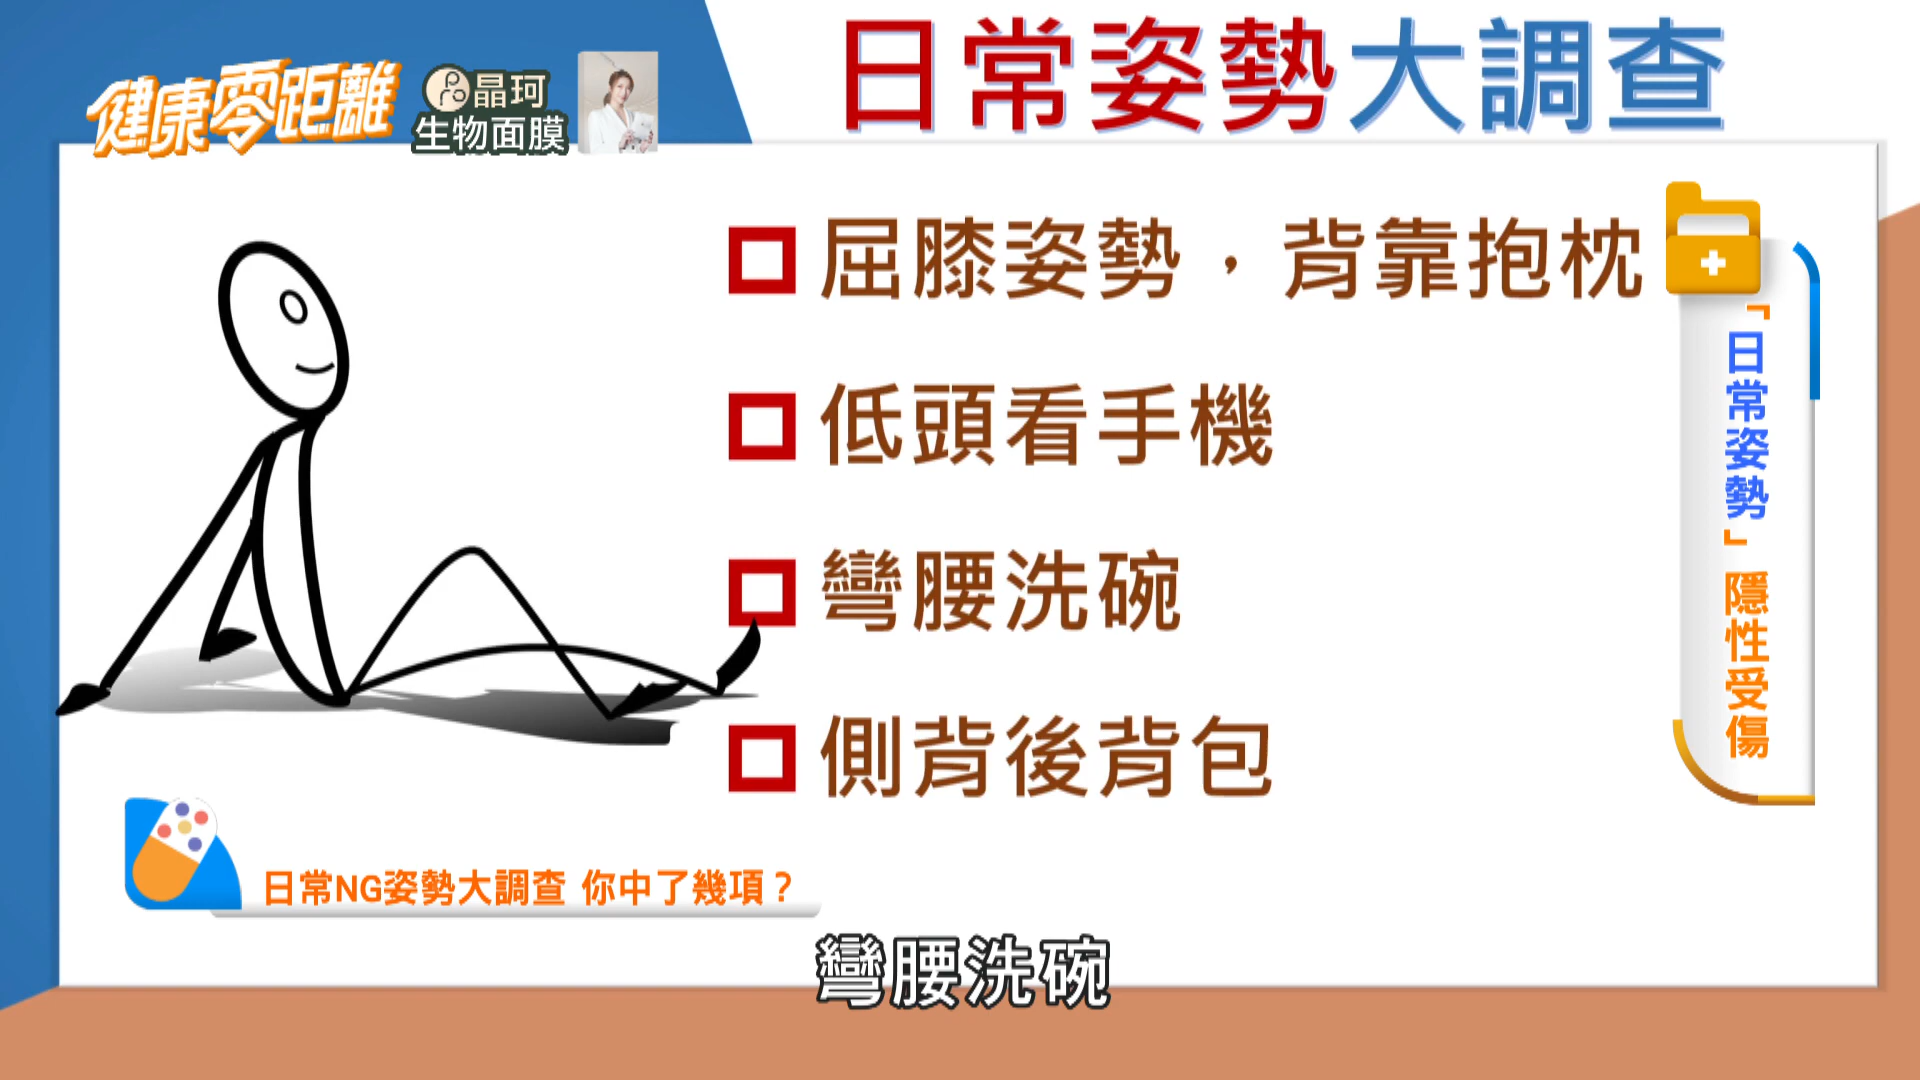 日常姿勢大調查
健康零距離
晶珂
生物面膜
屈膝姿勢，背靠抱枕
低頭看手機
彎腰洗碗
側背後背包
「日常姿勢」隱性受傷
日常NG姿勢大調查 你中了幾項？
彎腰洗碗